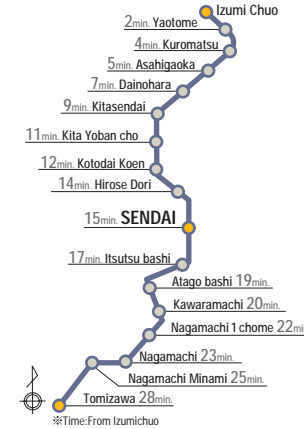 Izumi Chuo
2min. Yaotome
4min. Kuromatsu
5min. Asahigaoka
7min. Dainohara
9min. Kitasendai
11min. Kita Yoban cho
12min. Kotodai Koen
14min. Hirose Dori
15min. SENDAI
17min. Itsutsu bashi
Atago bashi 19min.
Kawaramachi 20min.
Nagamachi 1 chome 22min
Nagamachi 23min.
Nagamachi Minami 25min.
Tomizawa 28min.
※Time:From Izumichuo